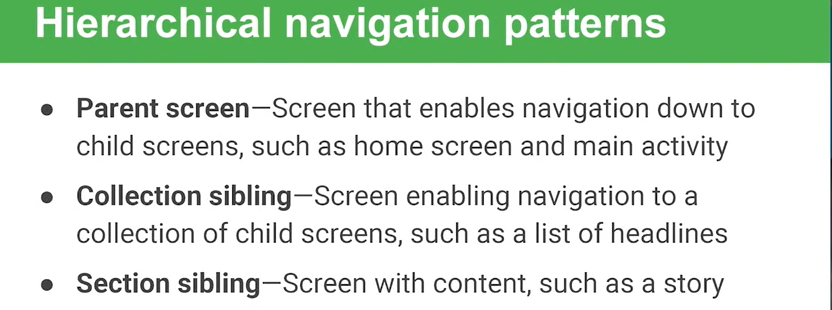 Hierarchical navigation patterns
● Parent screen—Screen that enables navigation down to
child screens, such as home screen and main activity
● Collection sibling—Screen enabling navigation to a
collection of child screens, such as a list of headlines
● Section sibling—Screen with content, such as a story